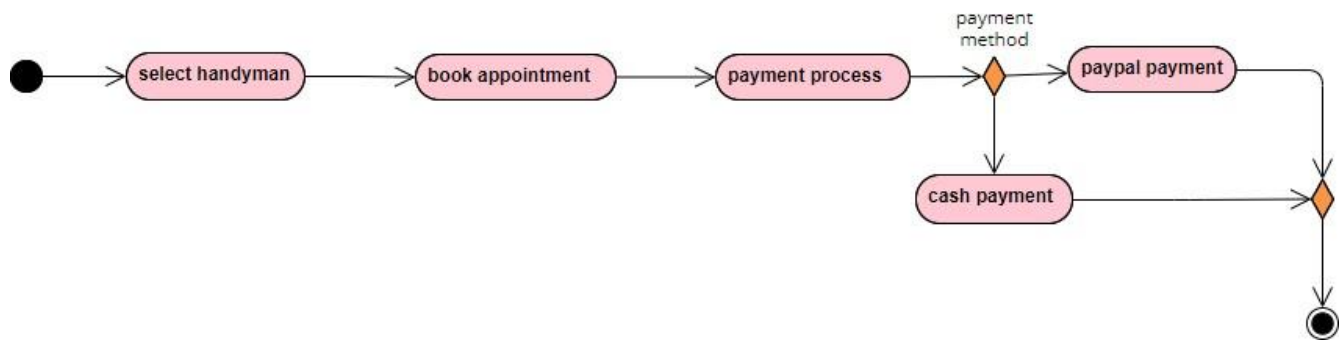 select handyman
book appointment
payment process
payment
method
paypal payment
cash payment